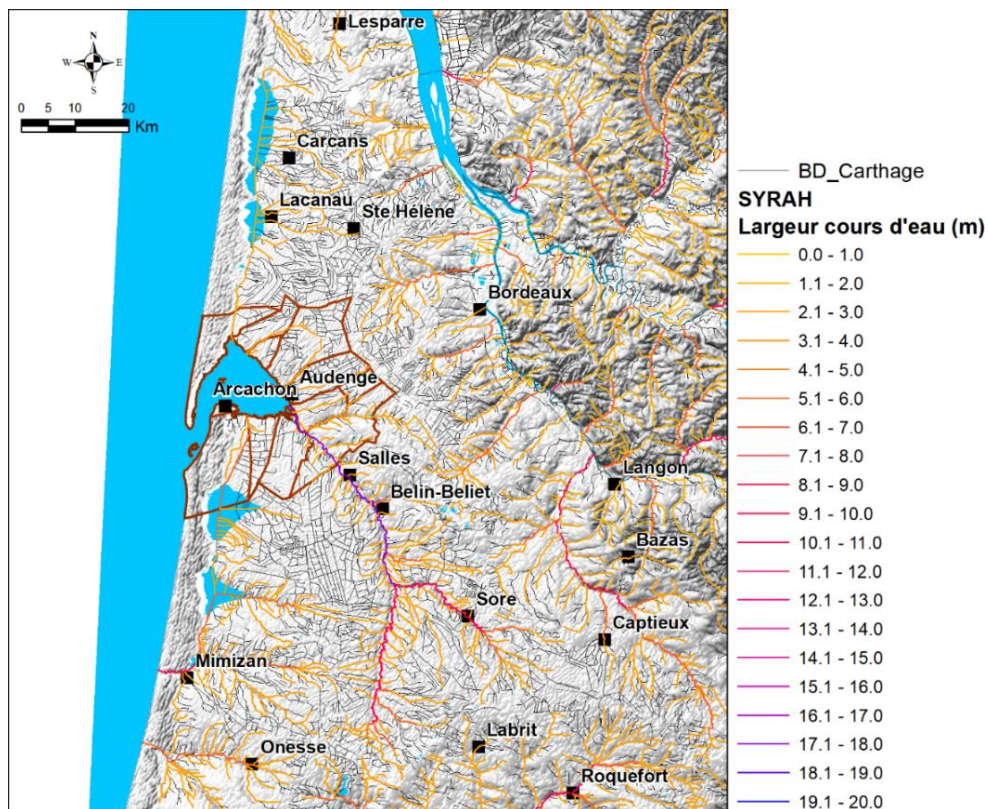 N
W E
S
0 5 10 20
Km
Lesparre
Carcans
Lacanau
Ste Hélène
Bordeaux
Audenge
Arcachon
Salles
Langon
Belin-Beliet
Bazas
Sore
Captieux
Mimizan
Labrit
Onesse
Roquefort
BD_Carthage
SYRAH
Largeur cours d'eau (m)
0.0 - 1.0
1.1 - 2.0
2.1 - 3.0
3.1 - 4.0
4.1 - 5.0
5.1 - 6.0
6.1 - 7.0
7.1 - 8.0
8.1 - 9.0
9.1 - 10.0
10.1 - 11.0
11.1 - 12.0
12.1 - 13.0
13.1 - 14.0
14.1 - 15.0
15.1 - 16.0
16.1 - 17.0
17.1 - 18.0
18.1 - 19.0
19.1 - 20.0